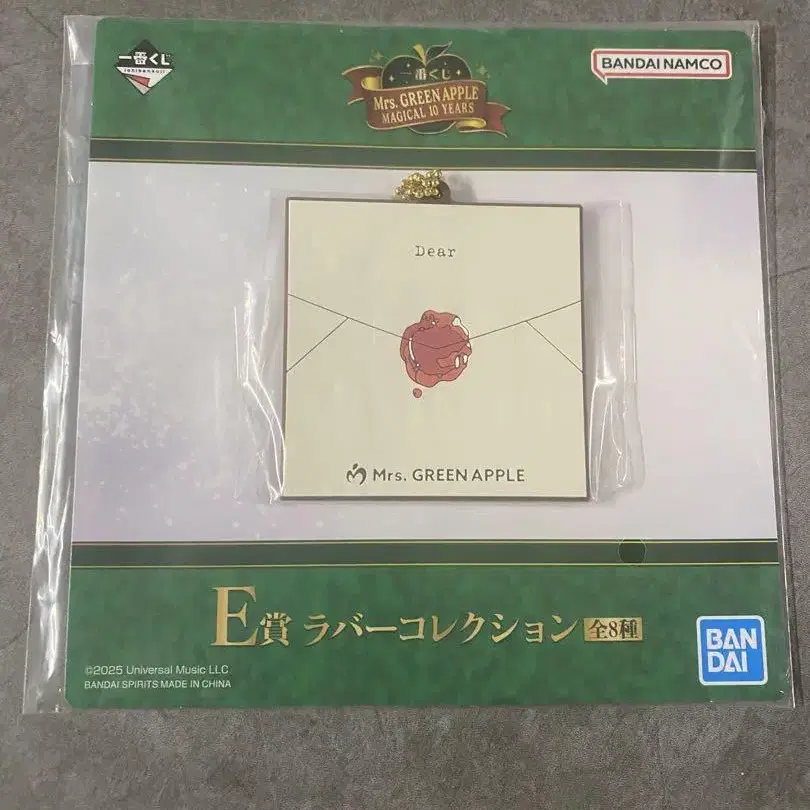 一番くじ
ichibankuji
一番くじ
Mrs. GREEN APPLE
MAGICAL 10 YEARS
BANDAI NAMCO
Dear
Mrs. GREEN APPLE
E賞 ラバーコレクション 全8種
©2025 Universal Music LLC
BANDAI SPIRITS MADE IN CHINA
BAN
DAI